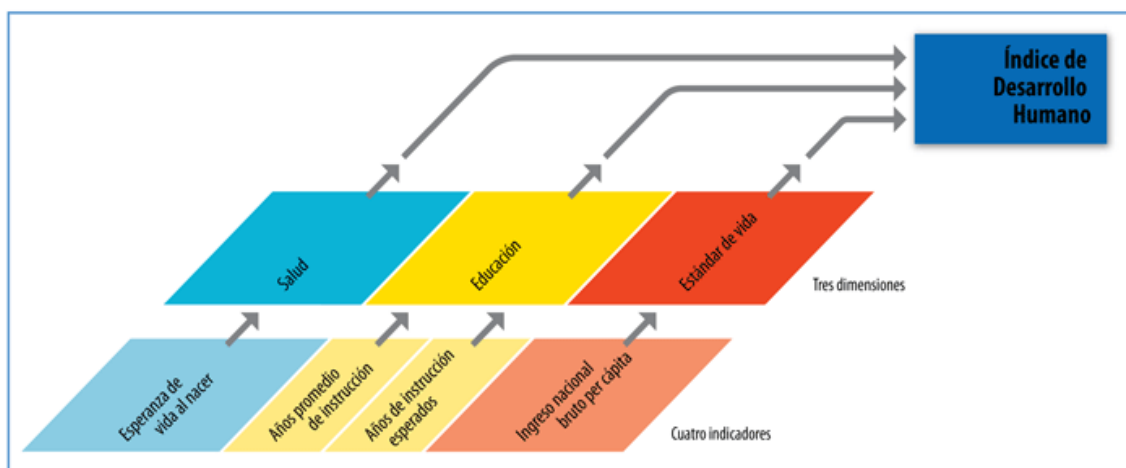 Índice de
Desarrollo
Humano
Salud
Educación
Estándar de vida
Tres dimensiones
Esperanza de
vida al nacer
Años promedio
de instrucción
Años de instrucción
esperados
Ingreso nacional
bruto per cápita
Cuatro indicadores